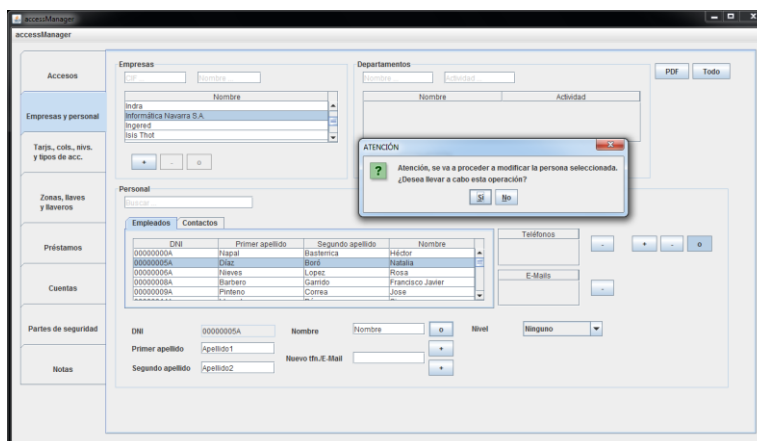 accessManager
accessManager
Accesos
Empresas y personal
Tarjs., cols., nivs.
y tipos de acc.
Zonas, llaves
y llaveros
Préstamos
Cuentas
Partes de seguridad
Notas
Empresas
CIF ...
Nombre ...
Nombre
Indra
Informática Navarra S.A.
Ingered
Isis Thot
+ - o
Departamentos
Nombre ...
Actividad ...
Nombre Actividad
PDF Todo
ATENCIÓN
Atención, se va a proceder a modificar la persona seleccionada.
¿Desea llevar a cabo esta operación?
Sí No
Personal
Buscar ...
Empleados Contactos
DNI Primer apellido Segundo apellido Nombre
00000000A Napal Basterrica Héctor
00000005A Díaz Boró Natalia
00000006A Nieves Lopez Rosa
00000008A Barbero Garrido Francisco Javier
00000009A Pinteno Correa Jose
Teléfonos
-
E-Mails
-
+ - o
DNI 00000005A Nombre Nombre o Nivel Ninguno
Primer apellido Apellido1
Nuevo tfn./E-Mail + +
Segundo apellido Apellido2